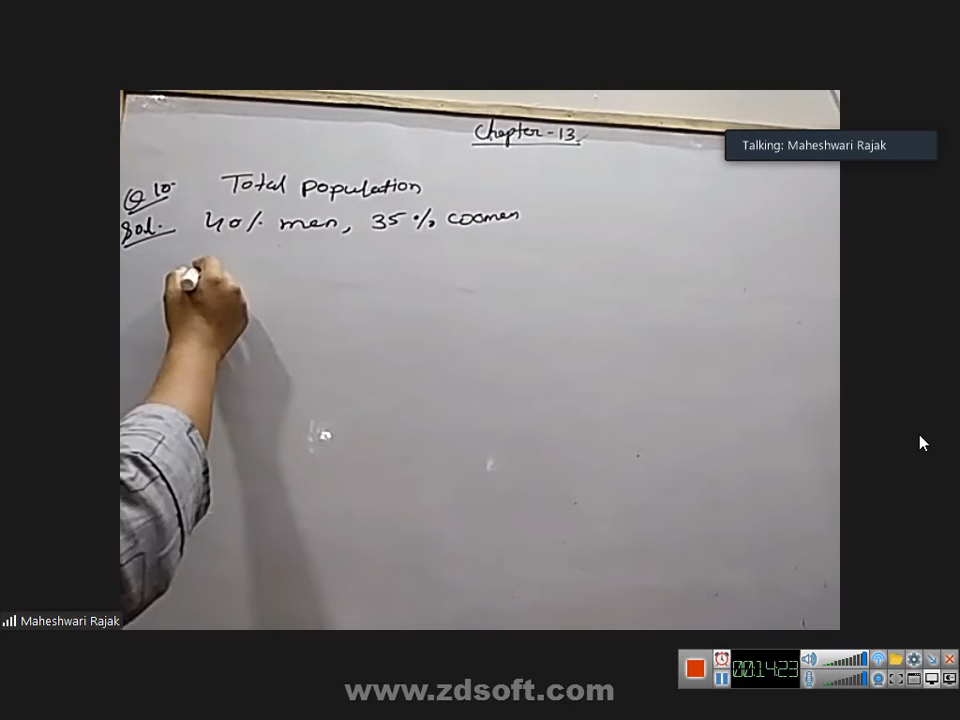 Chapter-13
Talking: Maheshwari Rajak
Q 10
Total population
Sol. 40% men, 35% women
Maheshwari Rajak
00:14:23
www.zdsoft.com